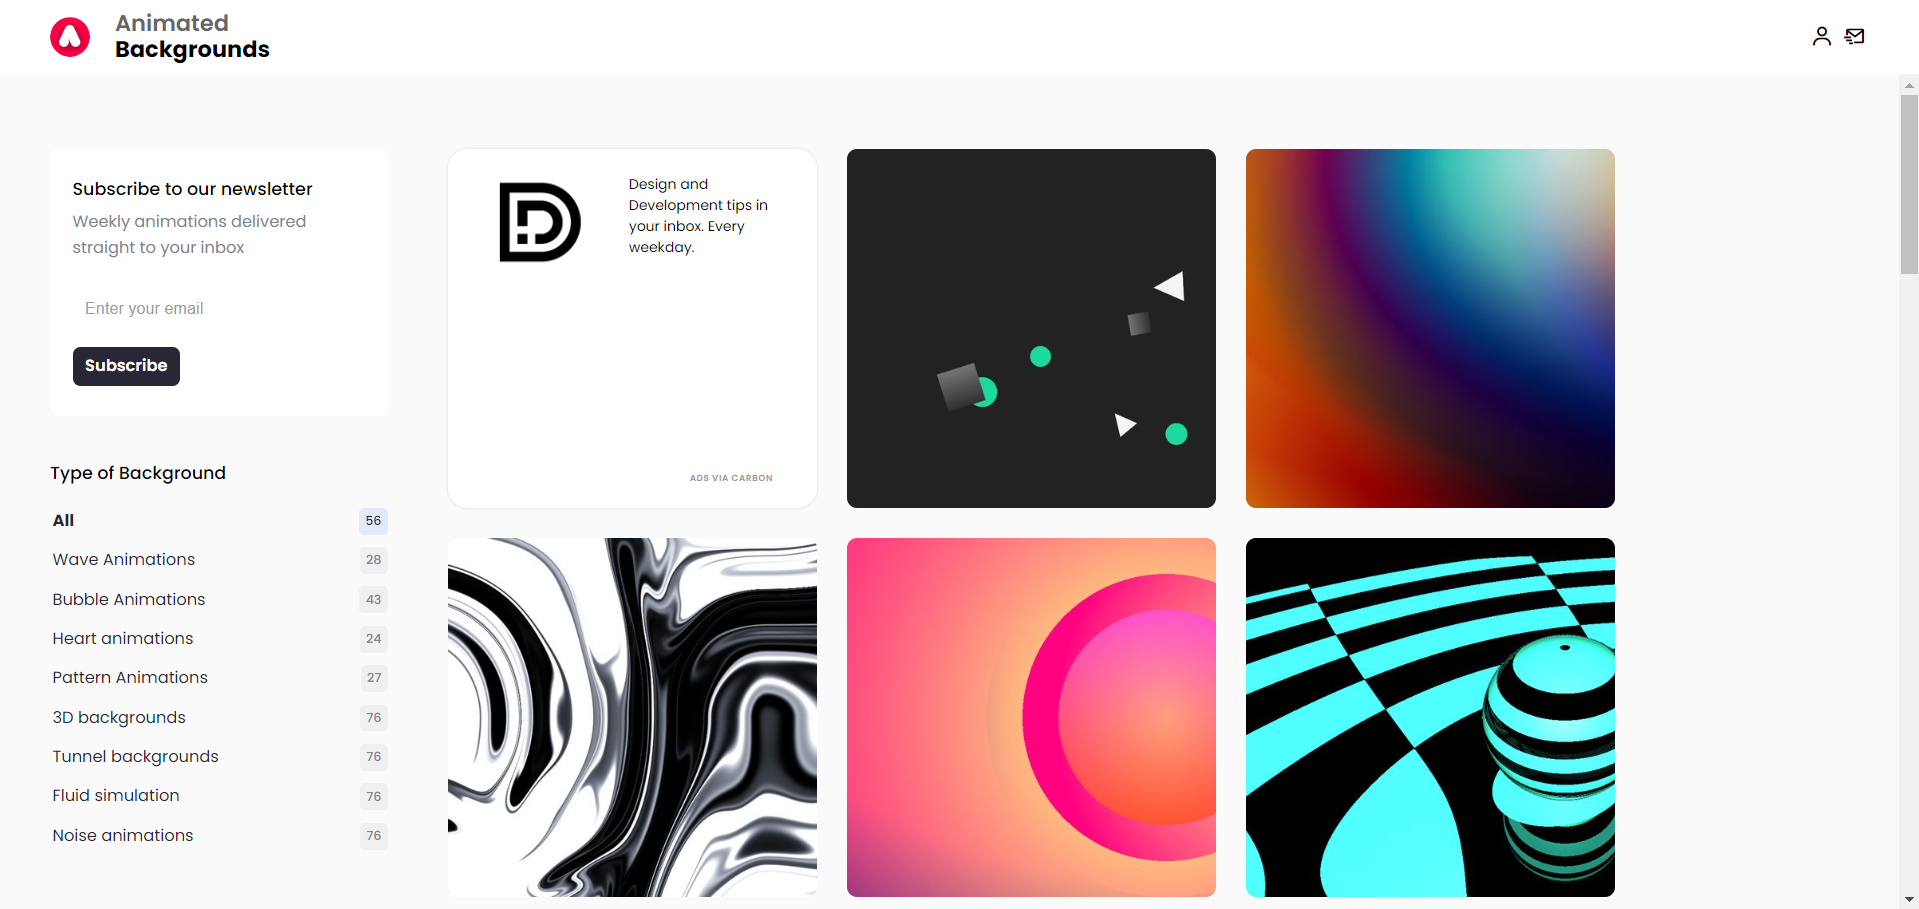 Animated
Backgrounds
Subscribe to our newsletter
Weekly animations delivered
straight to your inbox
Enter your email
Subscribe
Type of Background
All 56
Wave Animations 28
Bubble Animations 43
Heart animations 24
Pattern Animations 27
3D backgrounds 76
Tunnel backgrounds 76
Fluid simulation 76
Noise animations 76
Design and
Development tips in
your inbox. Every
weekday.
ADS VIA CARBON